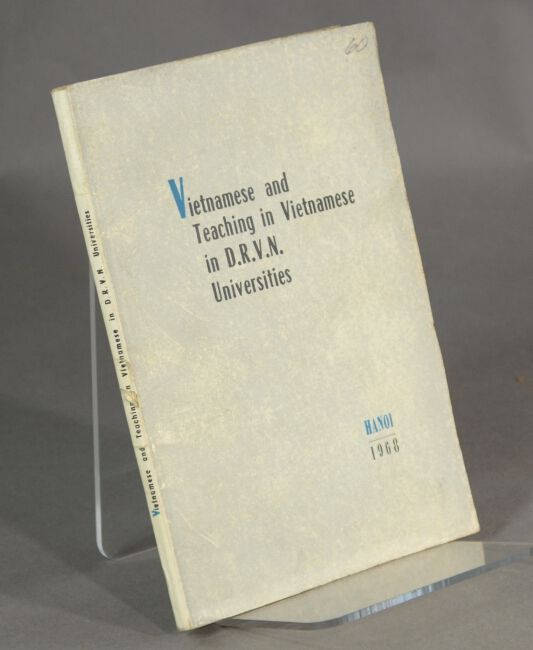 60
Vietnamese and
Teaching in Vietnamese
in D.R.V.N.
Universities
HANOI
1968
Vietnamese and Teaching in Vietnamese in D.R.V.N. Universities